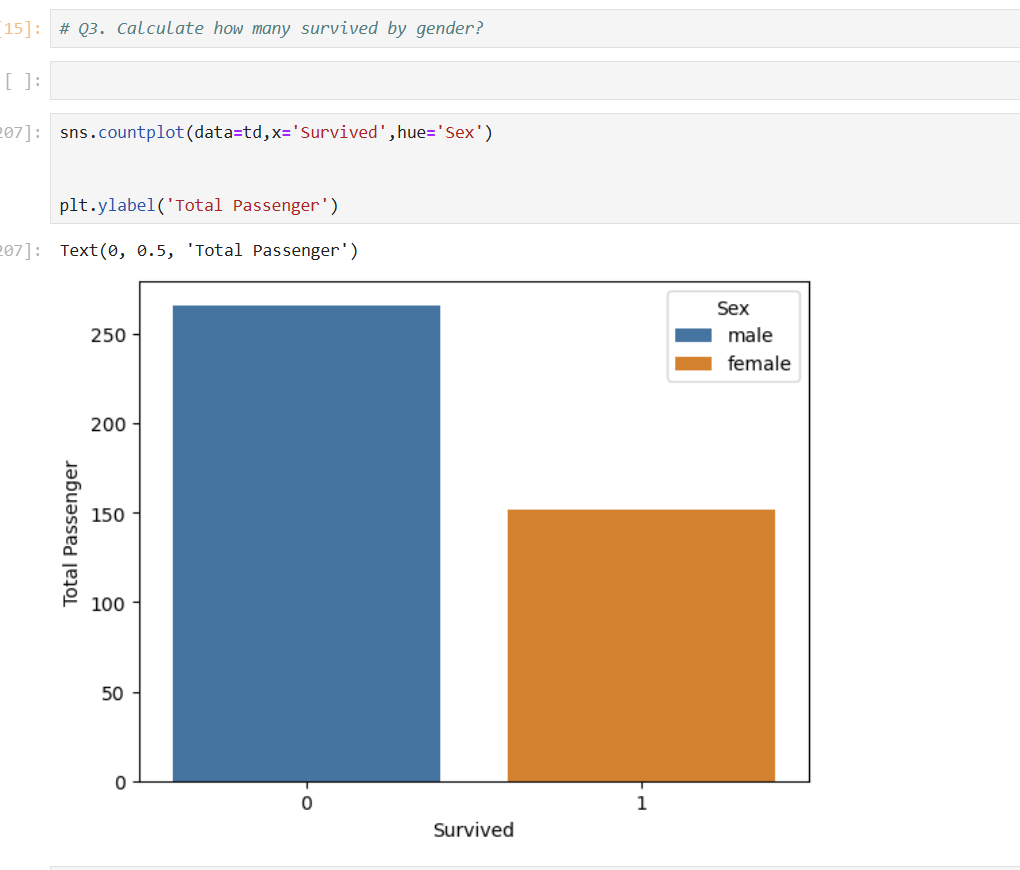 15]: # Q3. Calculate how many survived by gender?
[ ]:
207]: sns.countplot(data=td,x='Survived',hue='Sex')
plt.ylabel('Total Passenger')
207]: Text(0, 0.5, 'Total Passenger')
Sex
male
female
250
200
150
100
50
0
Total Passenger
0 1
Survived